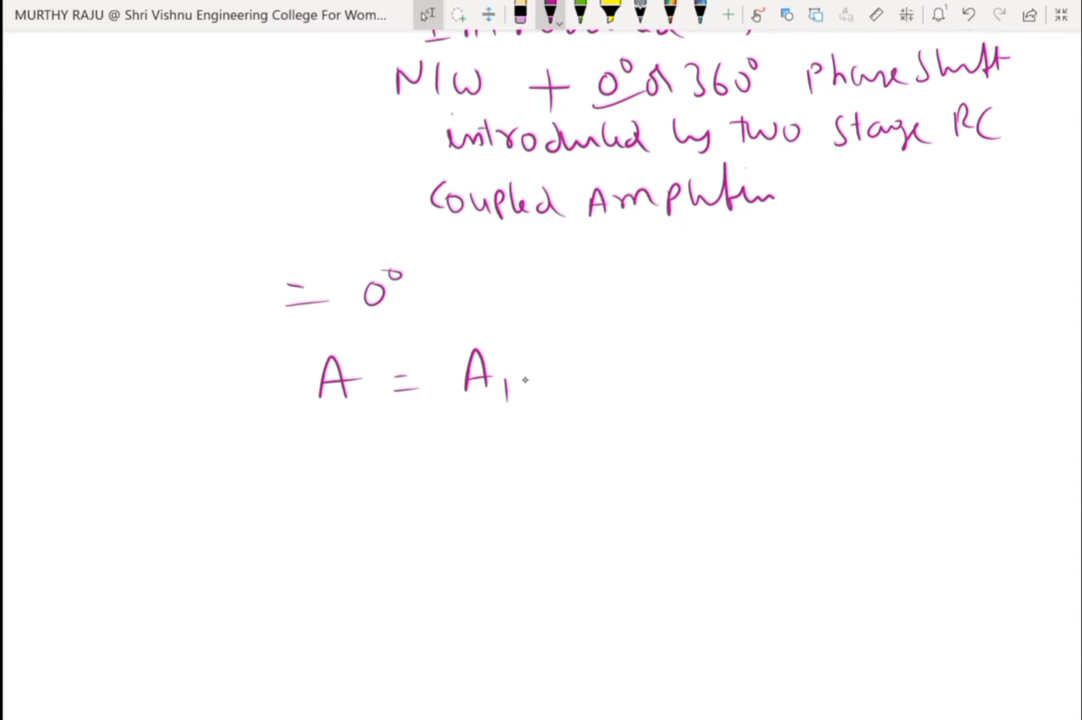 MURTHY RAJU @ Shri Vishnu Engineering College For Wom...
N/W + 0° or 360° phase shift
introduced by two stage RC
Coupled Amplifier
= 0°
A = A1.